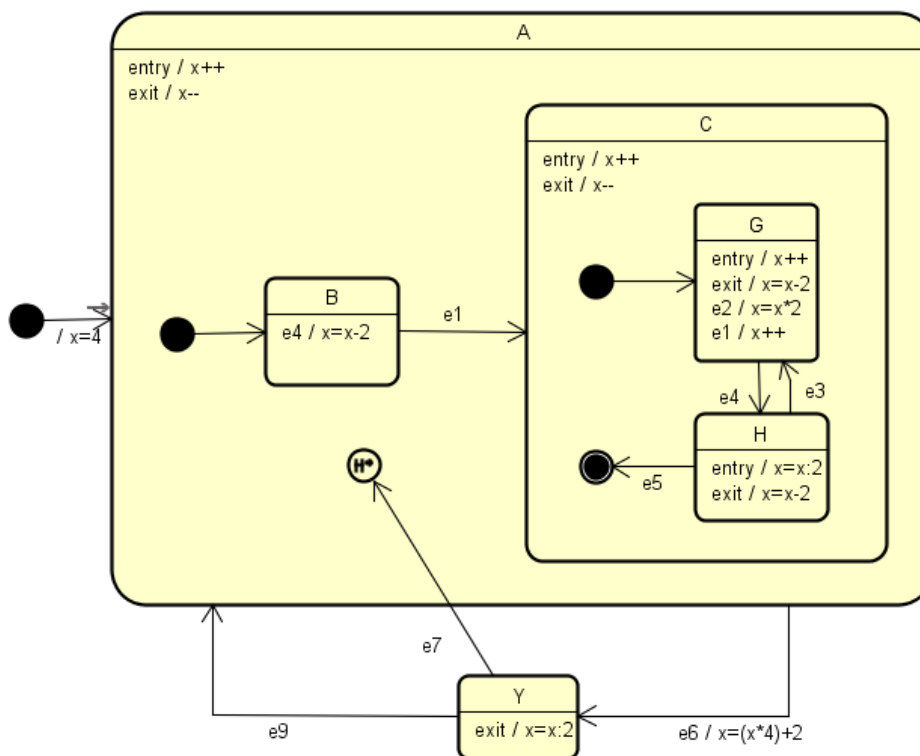 A
entry / x++
exit / x--
C
entry / x++
exit / x--
G
entry / x++
exit / x=x-2
e2 / x=x*2
e1 / x++
B
e4 / x=x-2
e1
/ x=4
e4
e3
H
entry / x=x:2
exit / x=x-2
e5
H*
e7
Y
exit / x=x:2
e9
e6 / x=(x*4)+2